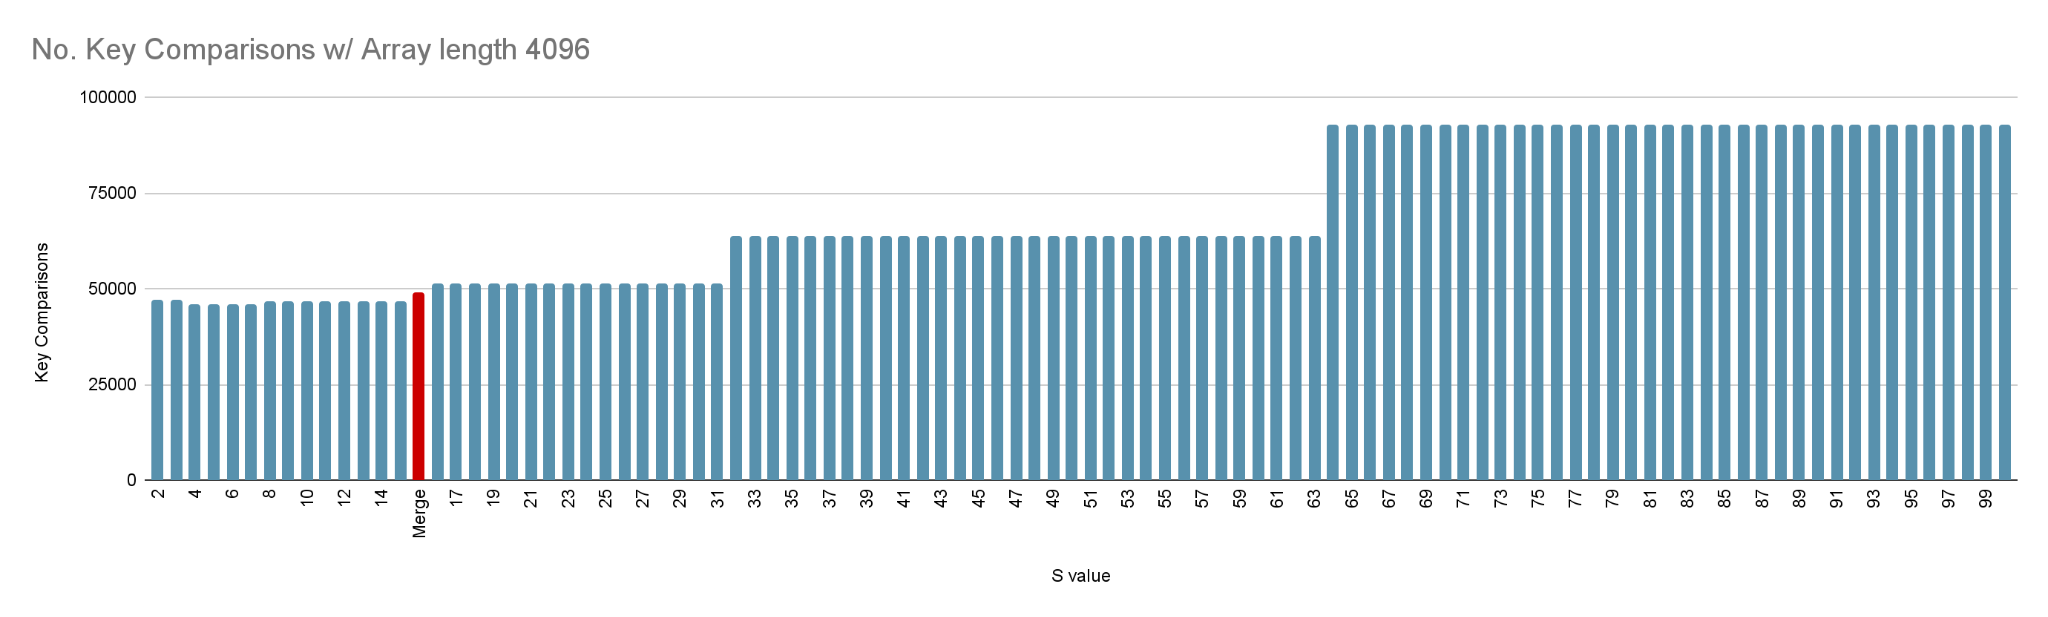 No. Key Comparisons w/ Array length 4096
100000
75000
50000
25000
0
Key Comparisons
2 4 6 8 10 12 14 Merge 17 19 21 23 25 27 29 31 33 35 37 39 41 43 45 47 49 51 53 55 57 59 61 63 65 67 69 71 73 75 77 79 81 83 85 87 89 91 93 95 97 99
S value